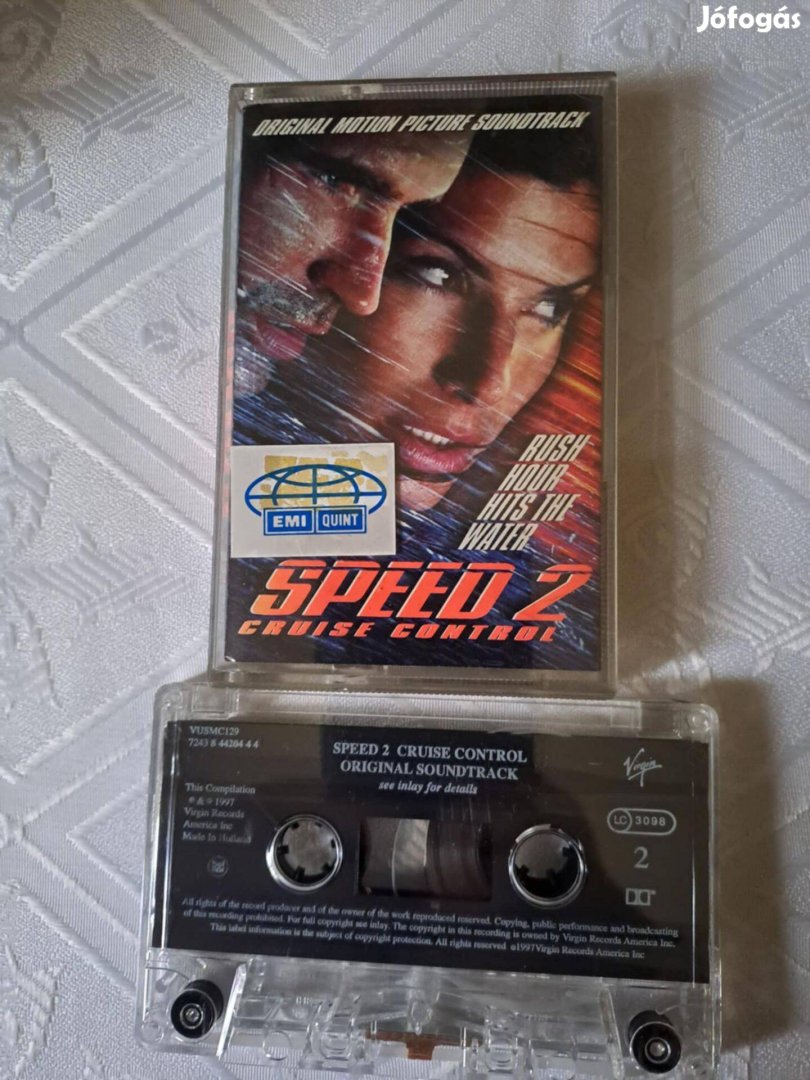 Jófogás
ORIGINAL MOTION PICTURE SOUNDTRACK
RUSH
HOUR
HITS THE
WATER
EMI QUINT
SPEED 2
CRUISE CONTROL
VUSMC129
7243 8 44204 4 4
SPEED 2 CRUISE CONTROL
ORIGINAL SOUNDTRACK
see inlay for details
Virgin
This Compilation
℗ & © 1997
Virgin Records
America Inc
Made In Holland
LC 3098
2
All rights of the record producer and of the owner of the work reproduced reserved. Copying, public performance and broadcasting
of this recording prohibited. For full copyright see inlay. The copyright in this recording is owned by Virgin Records America Inc.
This label information is the subject of copyright protection. All rights reserved ©1997Virgin Records America Inc